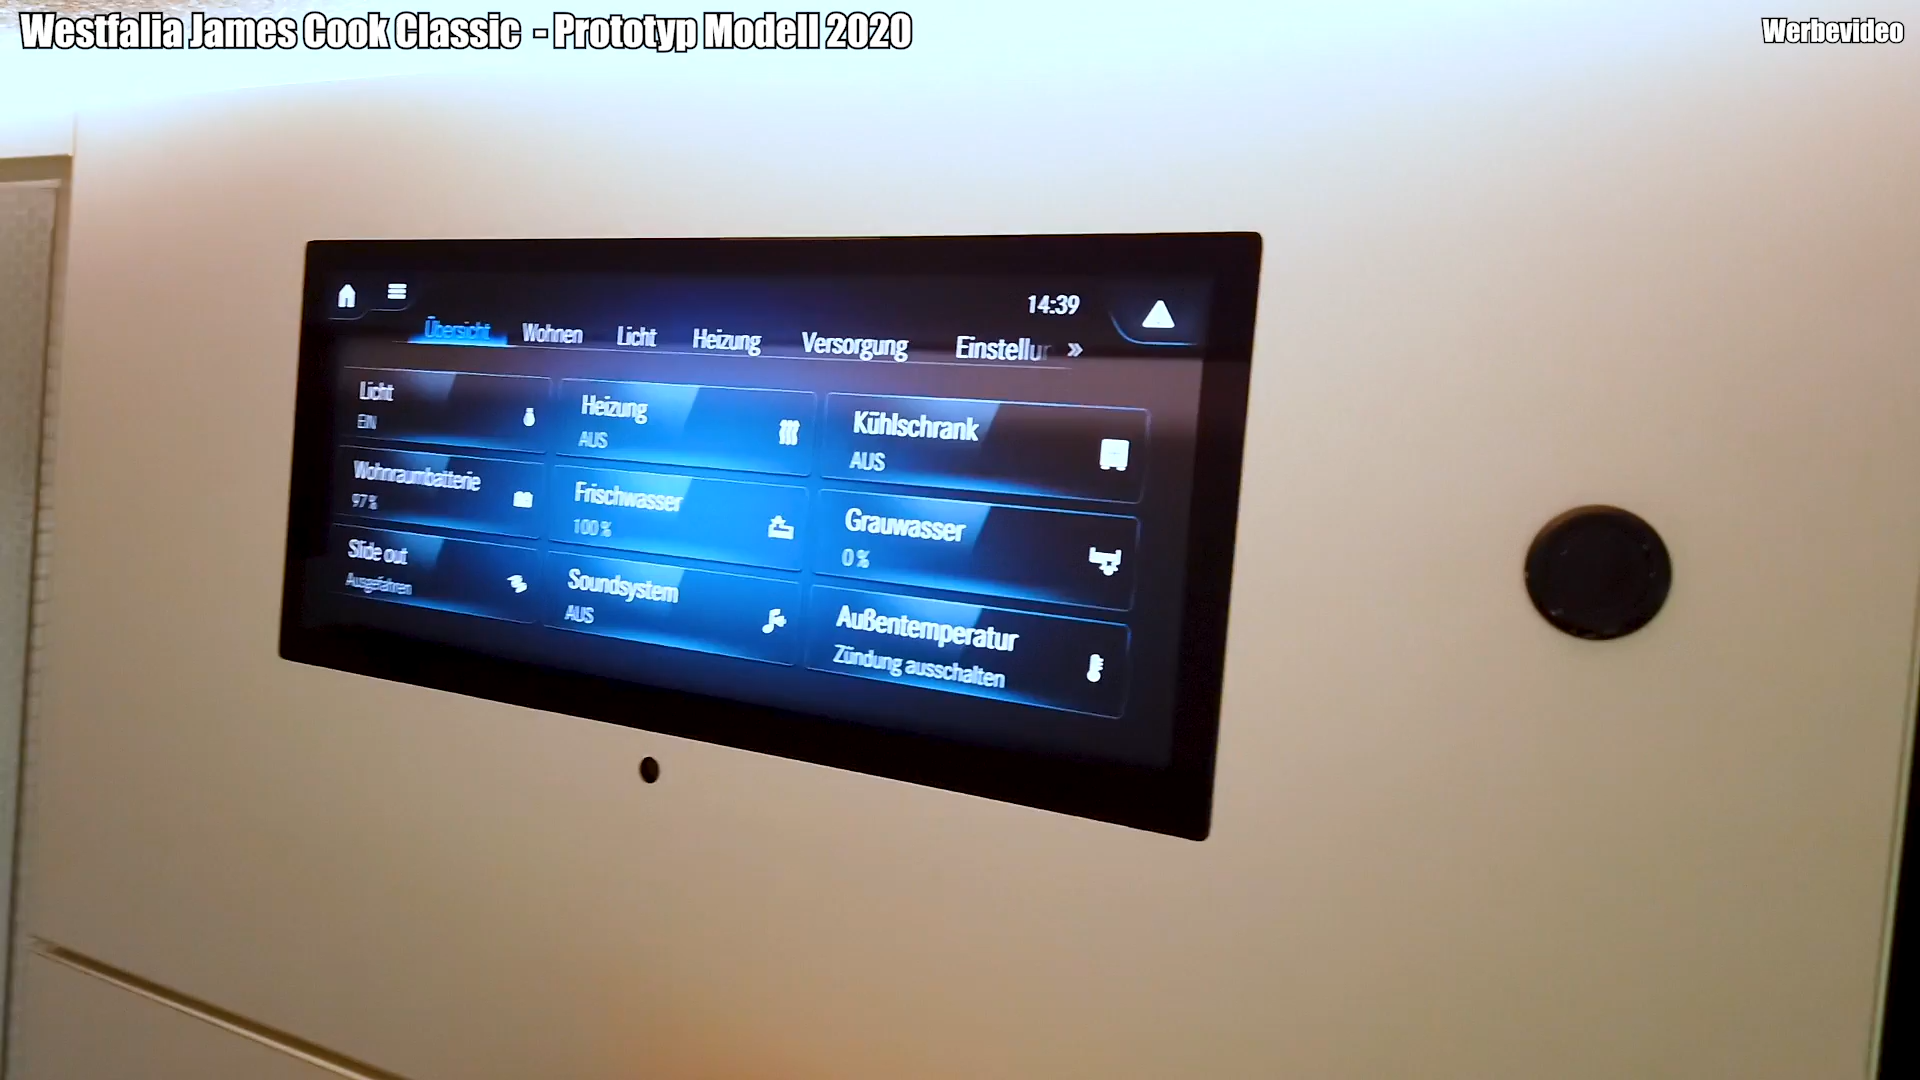 Westfalia James Cook Classic - Prototyp Modell 2020
Werbevideo
14:39
Übersicht Wohnen Licht Heizung Versorgung Einstellur »
Licht
EIN
Heizung
AUS
Kühlschrank
AUS
Wohnraumbatterie
97 %
Frischwasser
100 %
Grauwasser
0 %
Slide out
Ausgefahren
Soundsystem
AUS
Außentemperatur
Zündung ausschalten